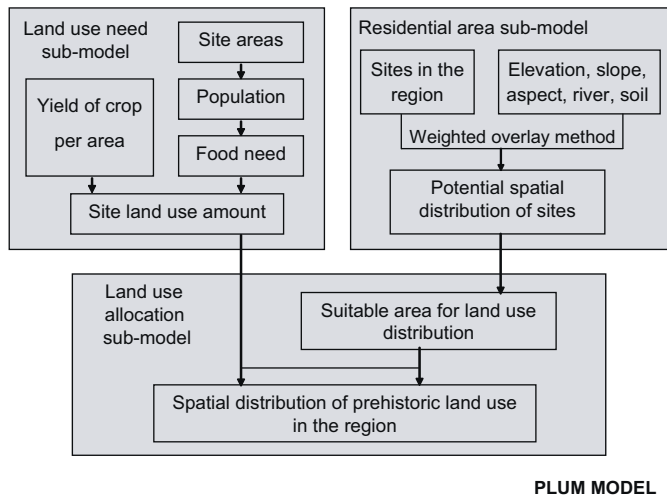 Land use need
sub-model
Site areas
Population
Food need
Yield of crop
per area
Site land use amount
Residential area sub-model
Sites in the
region
Elevation, slope,
aspect, river, soil
Weighted overlay method
Potential spatial
distribution of sites
Land use
allocation
sub-model
Suitable area for land use
distribution
Spatial distribution of prehistoric land use
in the region
PLUM MODEL